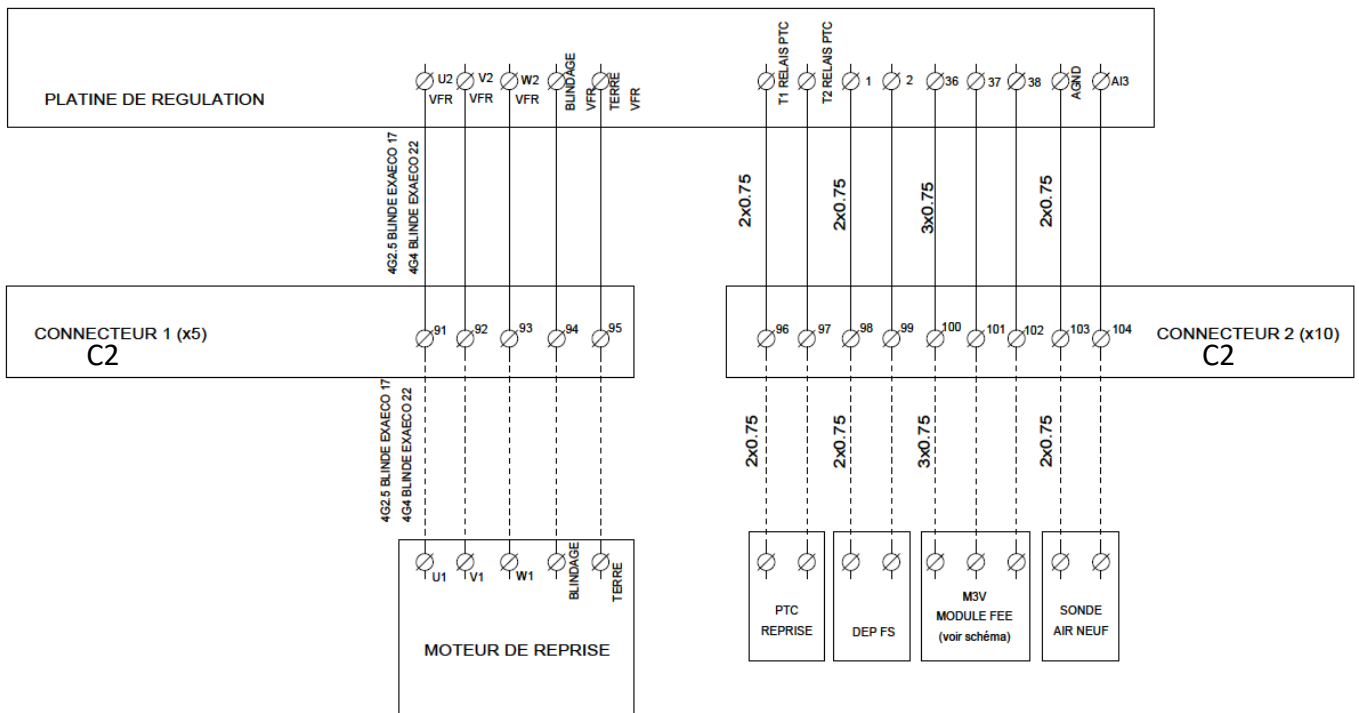 PLATINE DE REGULATION
U2
VFR
V2
VFR
W2
VFR
BLINDAGE
VFR
TERRE
VFR
T1 RELAIS PTC
T2 RELAIS PTC
1
2
36
37
38
AGND
AI3
4G2.5 BLINDE EXAECO 17
4G4 BLINDE EXAECO 22
2x0.75
2x0.75
3x0.75
2x0.75
CONNECTEUR 1 (x5)
C2
91
92
93
94
95
96
97
98
99
100
101
102
103
104
CONNECTEUR 2 (x10)
C2
4G2.5 BLINDE EXAECO 17
4G4 BLINDE EXAECO 22
2x0.75
2x0.75
3x0.75
2x0.75
U1
V1
W1
BLINDAGE
TERRE
MOTEUR DE REPRISE
PTC
REPRISE
DEP FS
M3V
MODULE FEE
(voir schéma)
SONDE
AIR NEUF